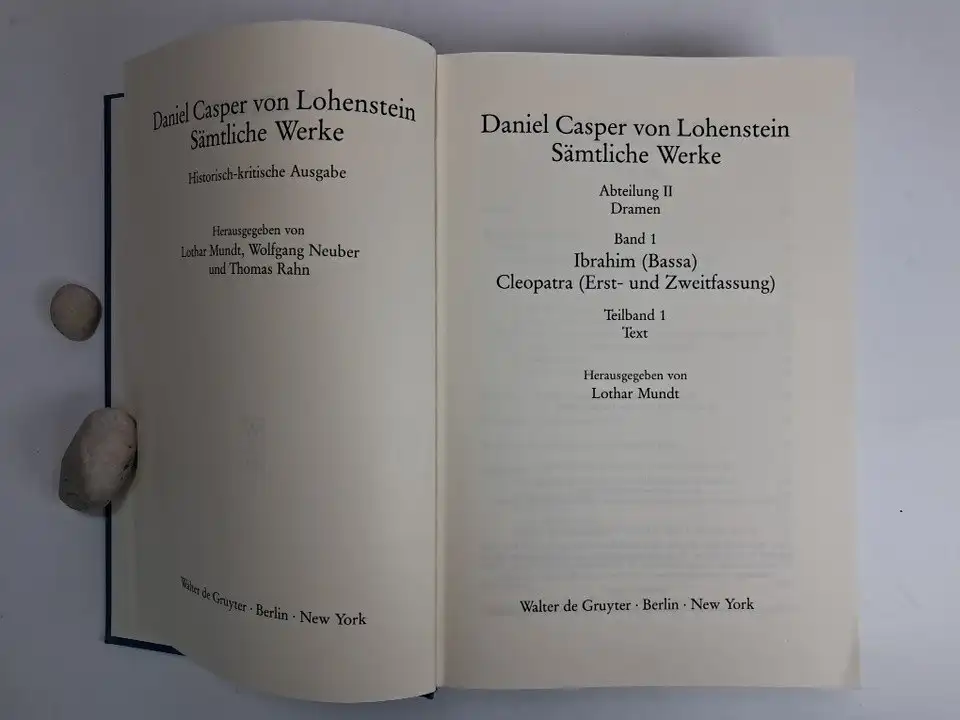 Daniel Casper von Lohenstein
Sämtliche Werke
Historisch-kritische Ausgabe
Herausgegeben von
Lothar Mundt, Wolfgang Neuber
und Thomas Rahn
Walter de Gruyter · Berlin · New York
Daniel Casper von Lohenstein
Sämtliche Werke
Abteilung II
Dramen
Band 1
Ibrahim (Bassa)
Cleopatra (Erst- und Zweitfassung)
Teilband 1
Text
Herausgegeben von
Lothar Mundt
Walter de Gruyter · Berlin · New York